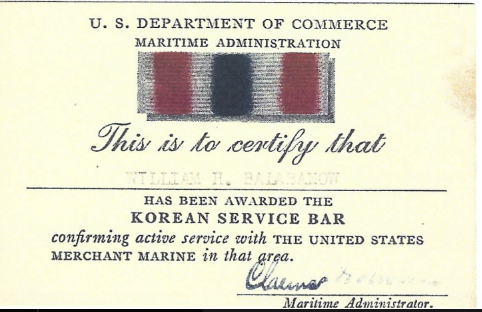 U. S. DEPARTMENT OF COMMERCE
MARITIME ADMINISTRATION
This is to certify that
WILLIAM H. BALABANOW
HAS BEEN AWARDED THE
KOREAN SERVICE BAR
confirming active service with THE UNITED STATES
MERCHANT MARINE in that area.
Maritime Administrator.